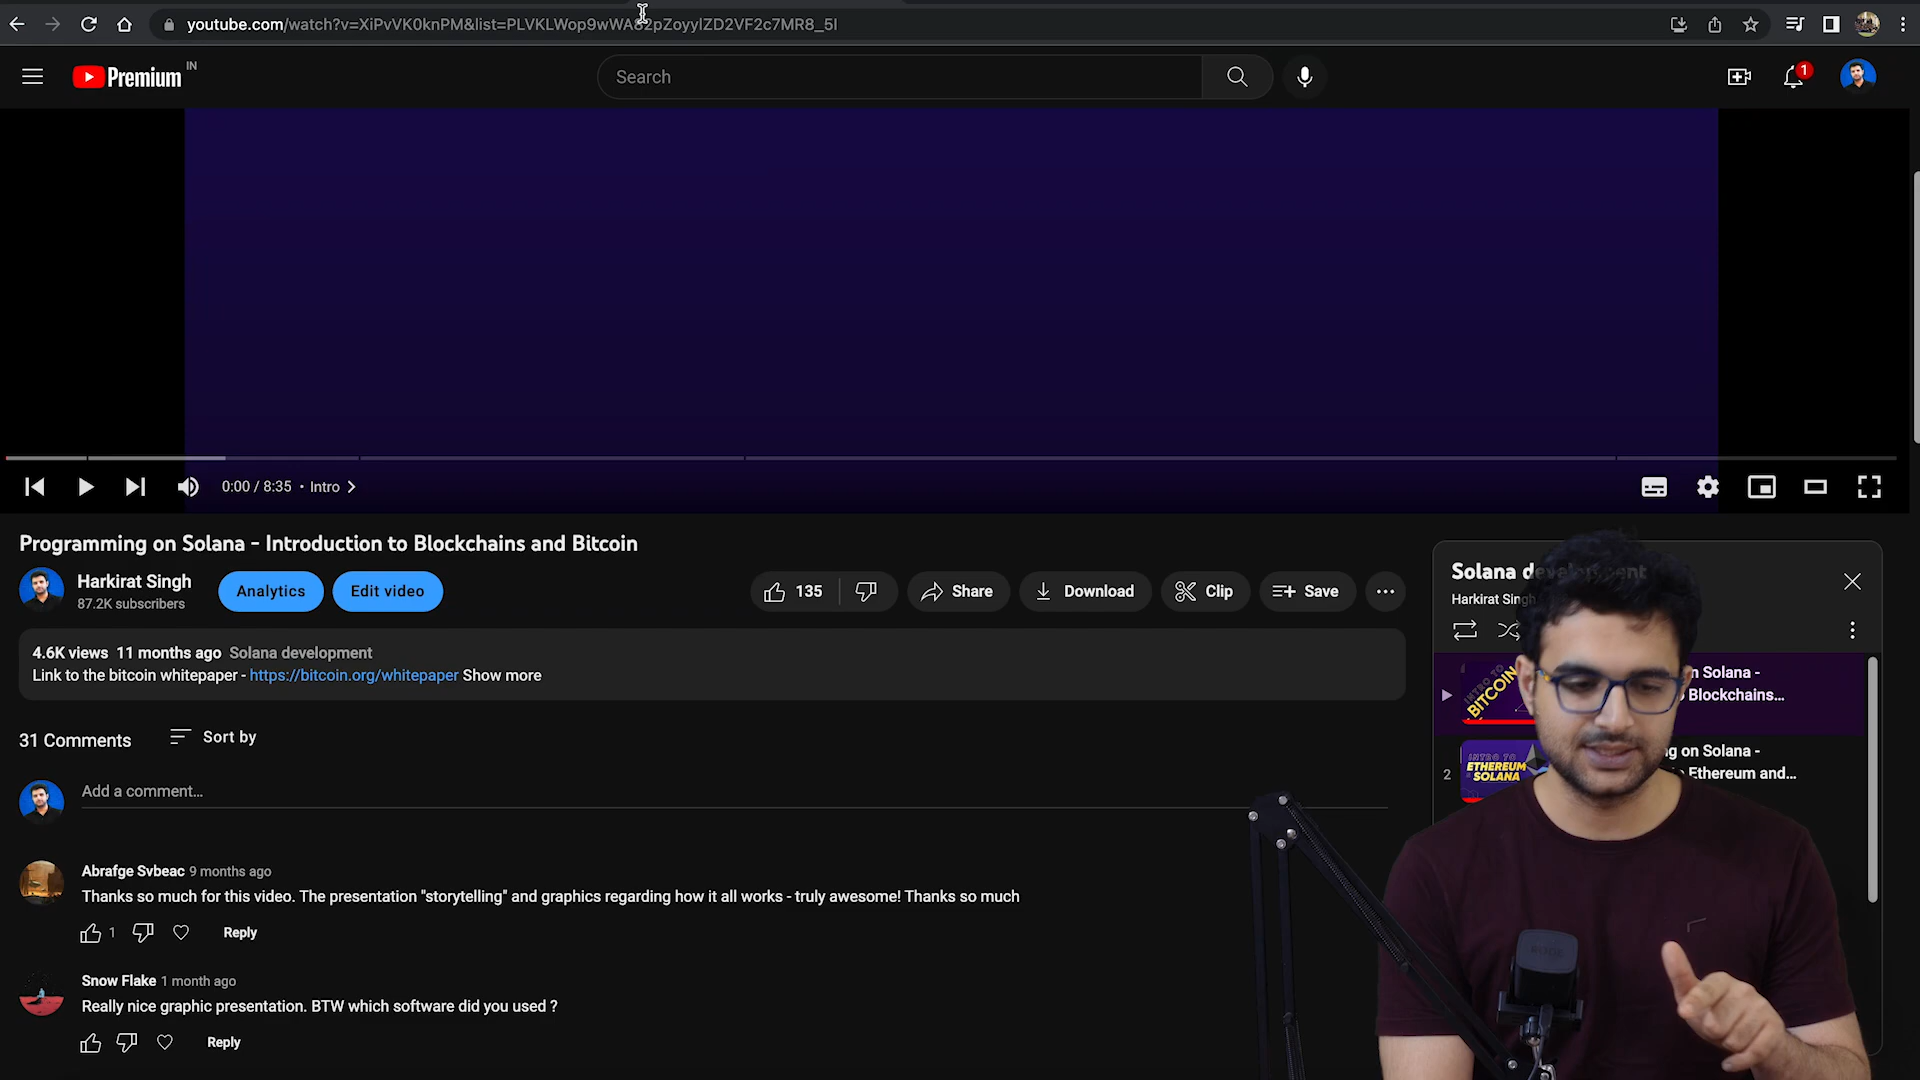 youtube.com/watch?v=XiPvVK0knPM&list=PLVKLWop9wWA82pZoyylZD2VF2c7MR8_5I
Premium IN
Search
1
0:00 / 8:35 • Intro
Programming on Solana - Introduction to Blockchains and Bitcoin
Harkirat Singh
87.2K subscribers
Analytics
Edit video
135
Share
Download
Clip
Save
4.6K views 11 months ago Solana development
Link to the bitcoin whitepaper - https://bitcoin.org/whitepaper Show more
31 Comments
Sort by
Add a comment...
Abrafge Svbeac 9 months ago
Thanks so much for this video. The presentation "storytelling" and graphics regarding how it all works - truly awesome! Thanks so much
1
Reply
Snow Flake 1 month ago
Really nice graphic presentation. BTW which software did you used ?
Reply
Solana development
Harkirat Singh
INTRO TO
BITCOIN
n Solana -
Blockchains...
2
INTRO TO
ETHEREUM
SOLANA
g on Solana -
Ethereum and...